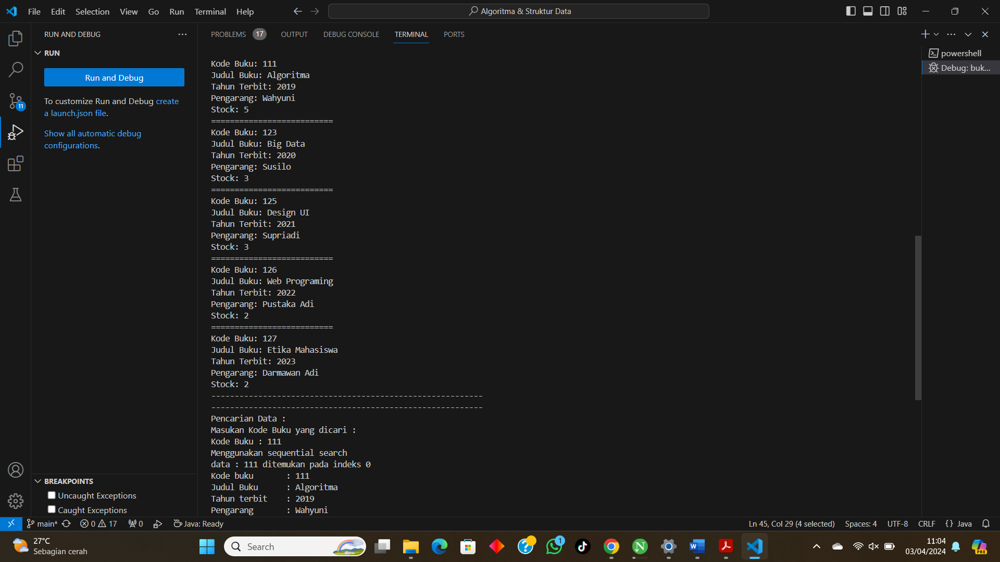 File Edit Selection View Go Run Terminal Help
Algoritma & Struktur Data
RUN AND DEBUG
RUN
Run and Debug
To customize Run and Debug create
a launch.json file.
Show all automatic debug
configurations.
11
PROBLEMS 17 OUTPUT DEBUG CONSOLE TERMINAL PORTS
Kode Buku: 111
Judul Buku: Algoritma
Tahun Terbit: 2019
Pengarang: Wahyuni
Stock: 5
==========================
Kode Buku: 123
Judul Buku: Big Data
Tahun Terbit: 2020
Pengarang: Susilo
Stock: 3
==========================
Kode Buku: 125
Judul Buku: Design UI
Tahun Terbit: 2021
Pengarang: Supriadi
Stock: 3
==========================
Kode Buku: 126
Judul Buku: Web Programing
Tahun Terbit: 2022
Pengarang: Pustaka Adi
Stock: 2
==========================
Kode Buku: 127
Judul Buku: Etika Mahasiswa
Tahun Terbit: 2023
Pengarang: Darmawan Adi
Stock: 2
----------------------------------------------------------
----------------------------------------------------------
Pencarian Data :
Masukan Kode Buku yang dicari :
Kode Buku : 111
Menggunakan sequential search
data : 111 ditemukan pada indeks 0
Kode buku       : 111
Judul Buku      : Algoritma
Tahun terbit    : 2019
Pengarang       : Wahyuni
powershell
Debug: buk...
BREAKPOINTS
Uncaught Exceptions
Caught Exceptions
main* 0 17 0 Java: Ready
Ln 45, Col 29 (4 selected) Spaces: 4 UTF-8 CRLF {} Java
27°C
Sebagian cerah
Search
1
11:04
03/04/2024
PRE